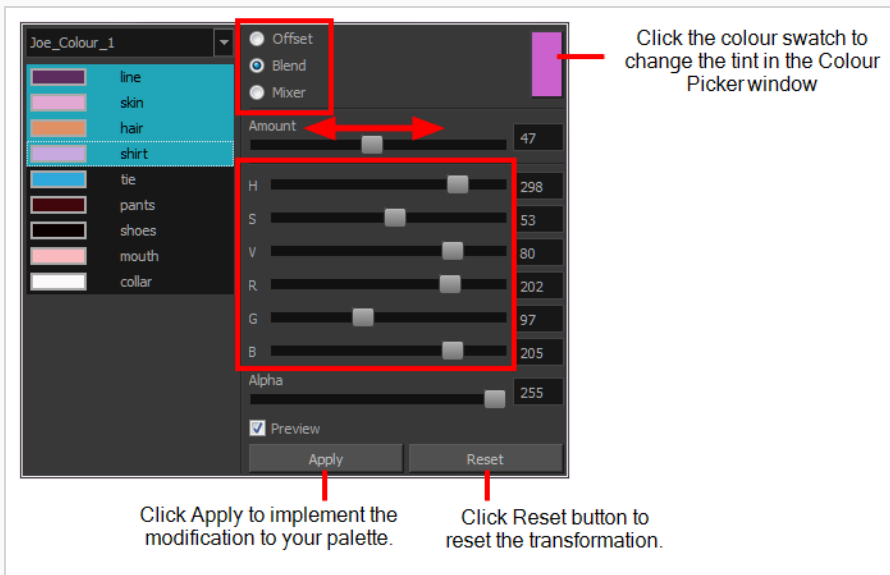 Joe_Colour_1
line
skin
hair
shirt
tie
pants
shoes
mouth
collar
Offset
Blend
Mixer
Amount
47
H
298
S
53
V
80
R
202
G
97
B
205
Alpha
255
Preview
Apply
Reset
Click the colour swatch to
change the tint in the Colour
Picker window
Click Apply to implement the
modification to your palette.
Click Reset button to
reset the transformation.